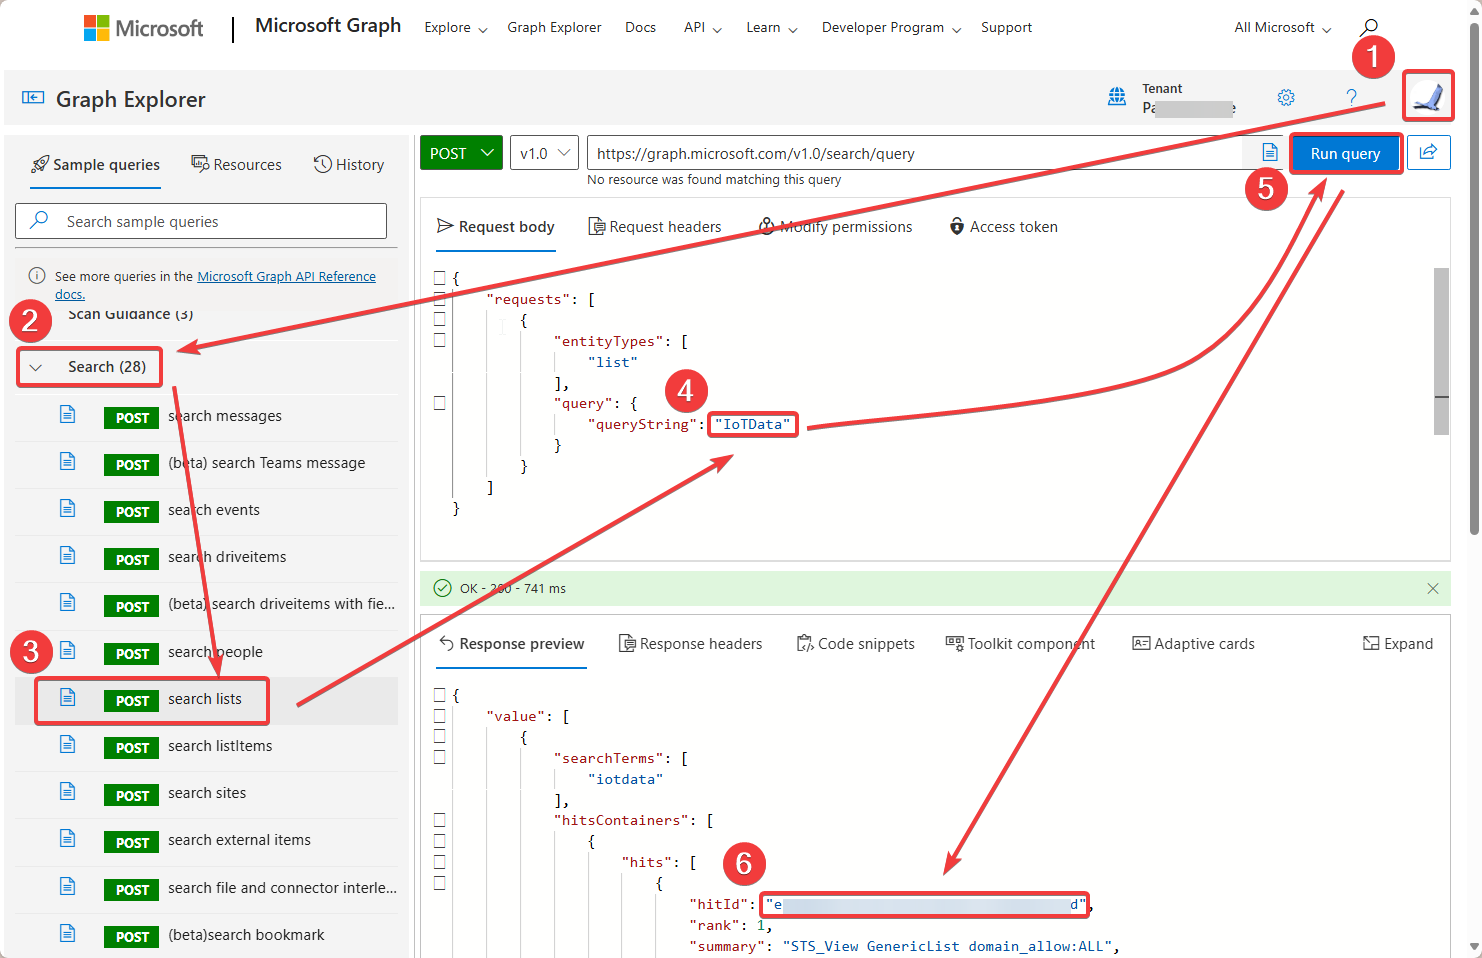 Microsoft
Microsoft Graph
Explore
Graph Explorer
Docs
API
Learn
Developer Program
Support
All Microsoft
1
Graph Explorer
Tenant
Pa e
?
Sample queries
Resources
History
POST
v1.0
https://graph.microsoft.com/v1.0/search/query
Run query
No resource was found matching this query
5
Search sample queries
Request body
Request headers
Modify permissions
Access token
See more queries in the Microsoft Graph API Reference
docs.
Scan Guidance (3)
2
Search (28)
POST search messages
POST (beta) search Teams message
POST search events
POST search driveitems
POST (beta) search driveitems with fie...
3
POST search people
POST search lists
POST search listItems
POST search sites
POST search external items
POST search file and connector interle...
POST (beta)search bookmark
{
"requests": [
{
"entityTypes": [
"list"
],
4
"query": {
"queryString": "IoTData"
}
}
]
}
OK - 200 - 741 ms
Response preview
Response headers
Code snippets
Toolkit component
Adaptive cards
Expand
{
"value": [
{
"searchTerms": [
"iotdata"
],
"hitsContainers": [
{
"hits": [
6
{
"hitId": "e d",
"rank": 1,
"summary": "STS_View GenericList domain_allow:ALL",